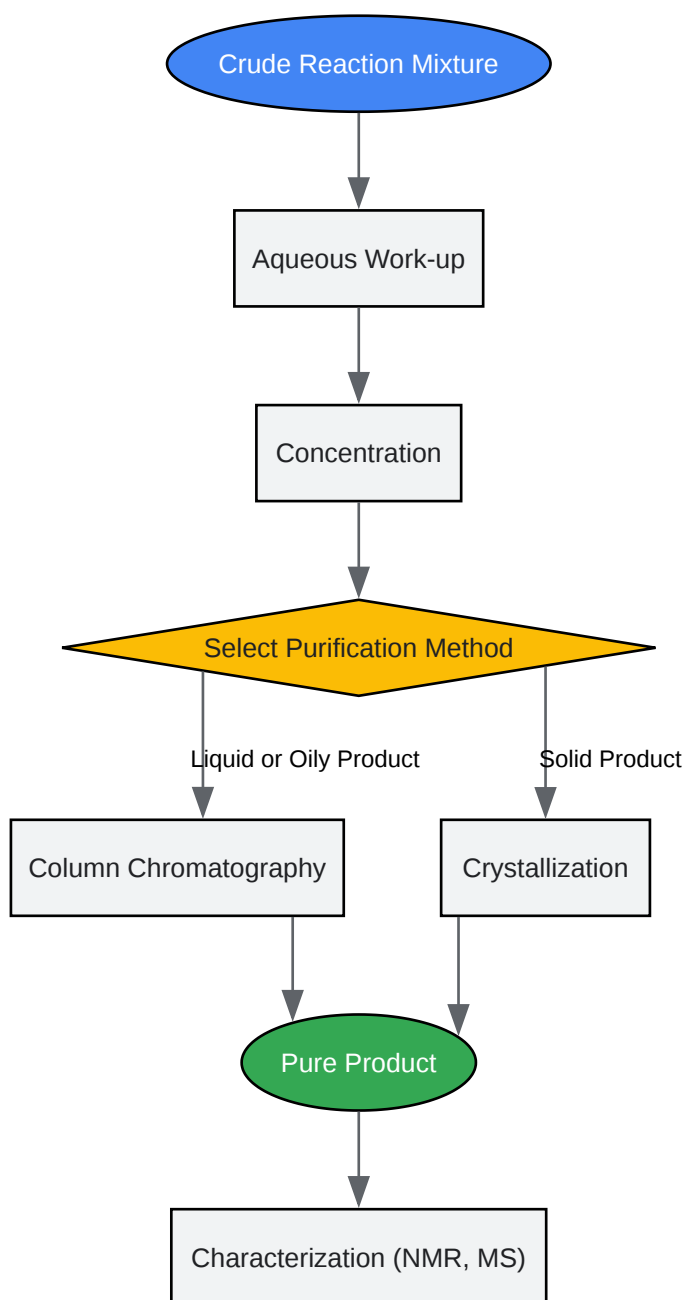 Crude Reaction Mixture
Aqueous Work-up
Concentration
Select Purification Method
Liquid or Oily Product
Solid Product
Column Chromatography
Crystallization
Pure Product
Characterization (NMR, MS)